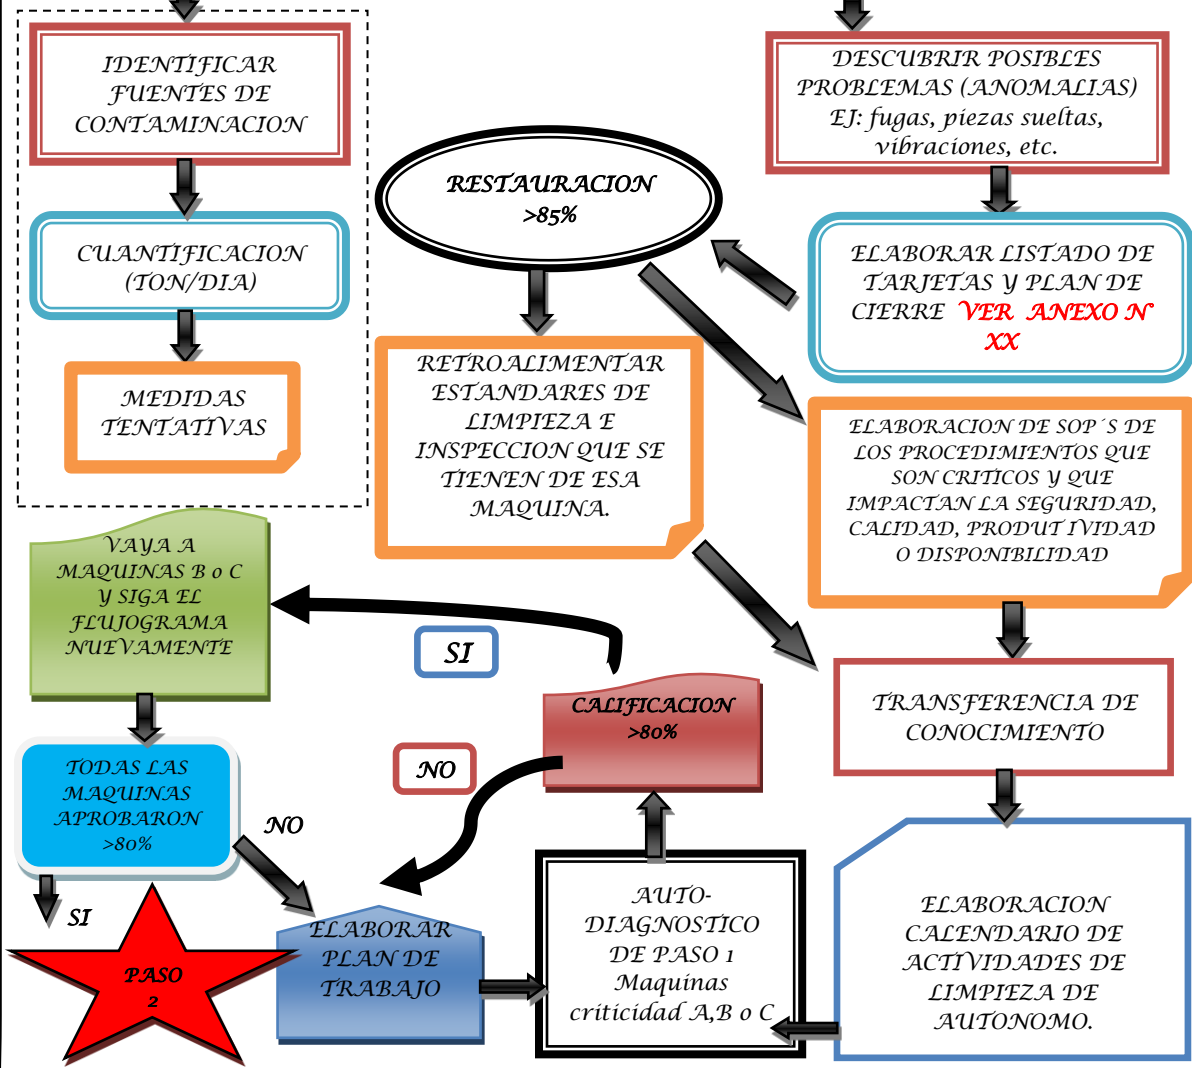 IDENTIFICAR
FUENTES DE
CONTAMINACION
CUANTIFICACION
(TON/DIA)
MEDIDAS
TENTATIVAS
DESCUBRIR POSIBLES
PROBLEMAS (ANOMALIAS)
EJ: fugas, piezas sueltas,
vibraciones, etc.
ELABORAR LISTADO DE
TARJETAS Y PLAN DE
CIERRE VER ANEXO Nº
XX
RESTAURACION
>85%
RETROALIMENTAR
ESTANDARES DE
LIMPIEZA E
INSPECCION QUE SE
TIENEN DE ESA
MAQUINA.
ELABORACION DE SOP´S DE
LOS PROCEDIMIENTOS QUE
SON CRITICOS Y QUE
IMPACTAN LA SEGURIDAD,
CALIDAD, PRODUTIVIDAD
O DISPONIBILIDAD
TRANSFERENCIA DE
CONOCIMIENTO
ELABORACION
CALENDARIO DE
ACTIVIDADES DE
LIMPIEZA DE
AUTONOMO.
AUTO-
DIAGNOSTICO
DE PASO 1
Maquinas
criticidad A,B o C
CALIFICACION
>80%
SI
NO
VAYA A
MAQUINAS B o C
Y SIGA EL
FLUJOGRAMA
NUEVAMENTE
TODAS LAS
MAQUINAS
APROBARON
>80%
NO
SI
ELABORAR
PLAN DE
TRABAJO
PASO
2